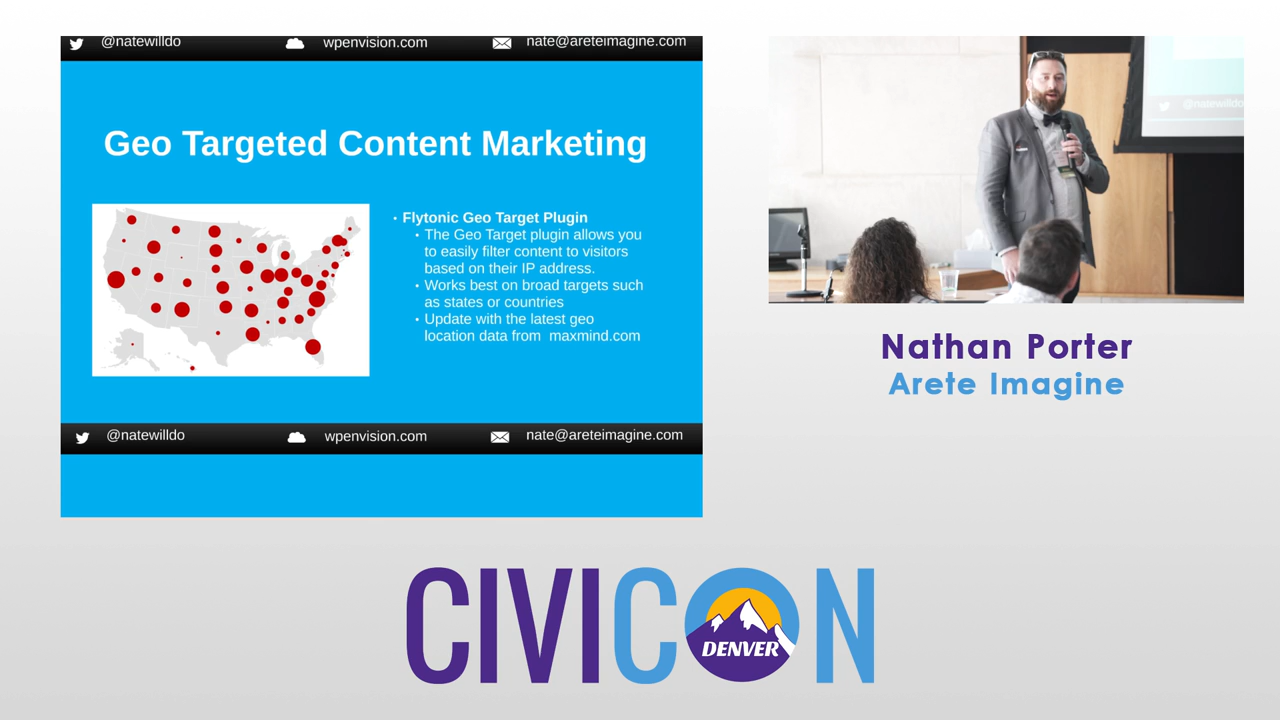 @natewilldo
wpenvision.com
nate@areteimagine.com
Geo Targeted Content Marketing
• Flytonic Geo Target Plugin
• The Geo Target plugin allows you
to easily filter content to visitors
based on their IP address.
• Works best on broad targets such
as states or countries
• Update with the latest geo
location data from maxmind.com
@natewilldo
wpenvision.com
nate@areteimagine.com
@natewilldo
Nathan Porter
Arete Imagine
CIVICON
DENVER